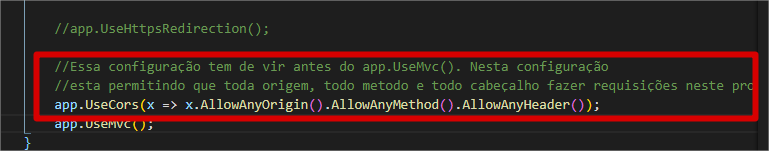 //app.UseHttpsRedirection();
//Essa configuração tem de vir antes do app.UseMvc(). Nesta configuração
//esta permitindo que toda origem, todo metodo e todo cabeçalho fazer requisições neste pro
app.UseCors(x => x.AllowAnyOrigin().AllowAnyMethod().AllowAnyHeader());
app.UseMvc();
}